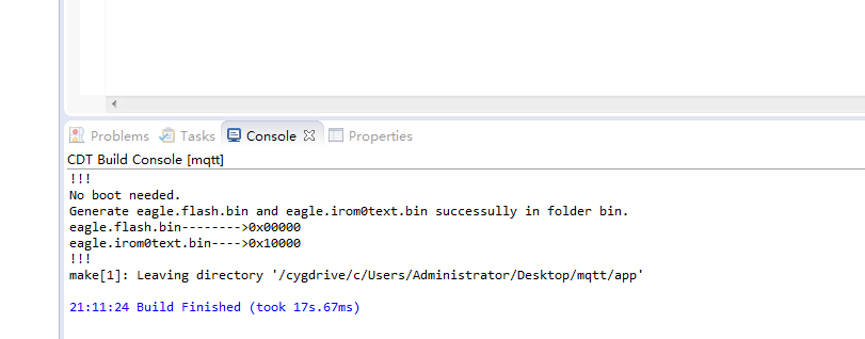 Problems Tasks Console Properties
CDT Build Console [mqtt]
!!!
No boot needed.
Generate eagle.flash.bin and eagle.irom0text.bin successully in folder bin.
eagle.flash.bin-------->0x00000
eagle.irom0text.bin---->0x10000
!!!
make[1]: Leaving directory '/cygdrive/c/Users/Administrator/Desktop/mqtt/app'
21:11:24 Build Finished (took 17s.67ms)